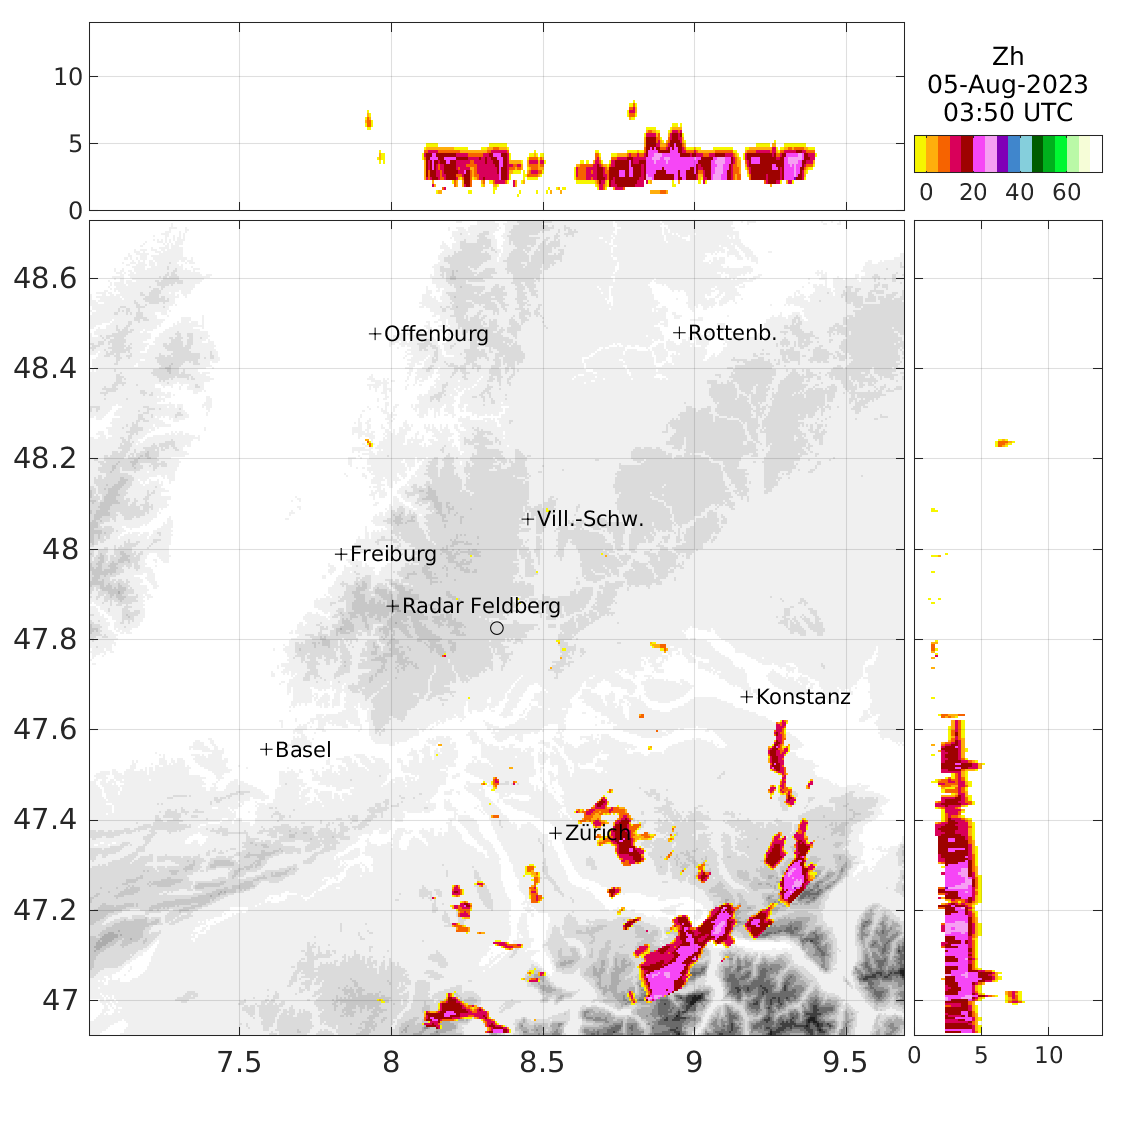 Zh
05-Aug-2023
03:50 UTC
10
5
0
0 20 40 60
48.6
48.4
48.2
48
47.8
47.6
47.4
47.2
47
Offenburg
Rottenb.
Vill.-Schw.
Freiburg
Radar Feldberg
Konstanz
Basel
Zürich
7.5 8 8.5 9 9.5
0 5 10